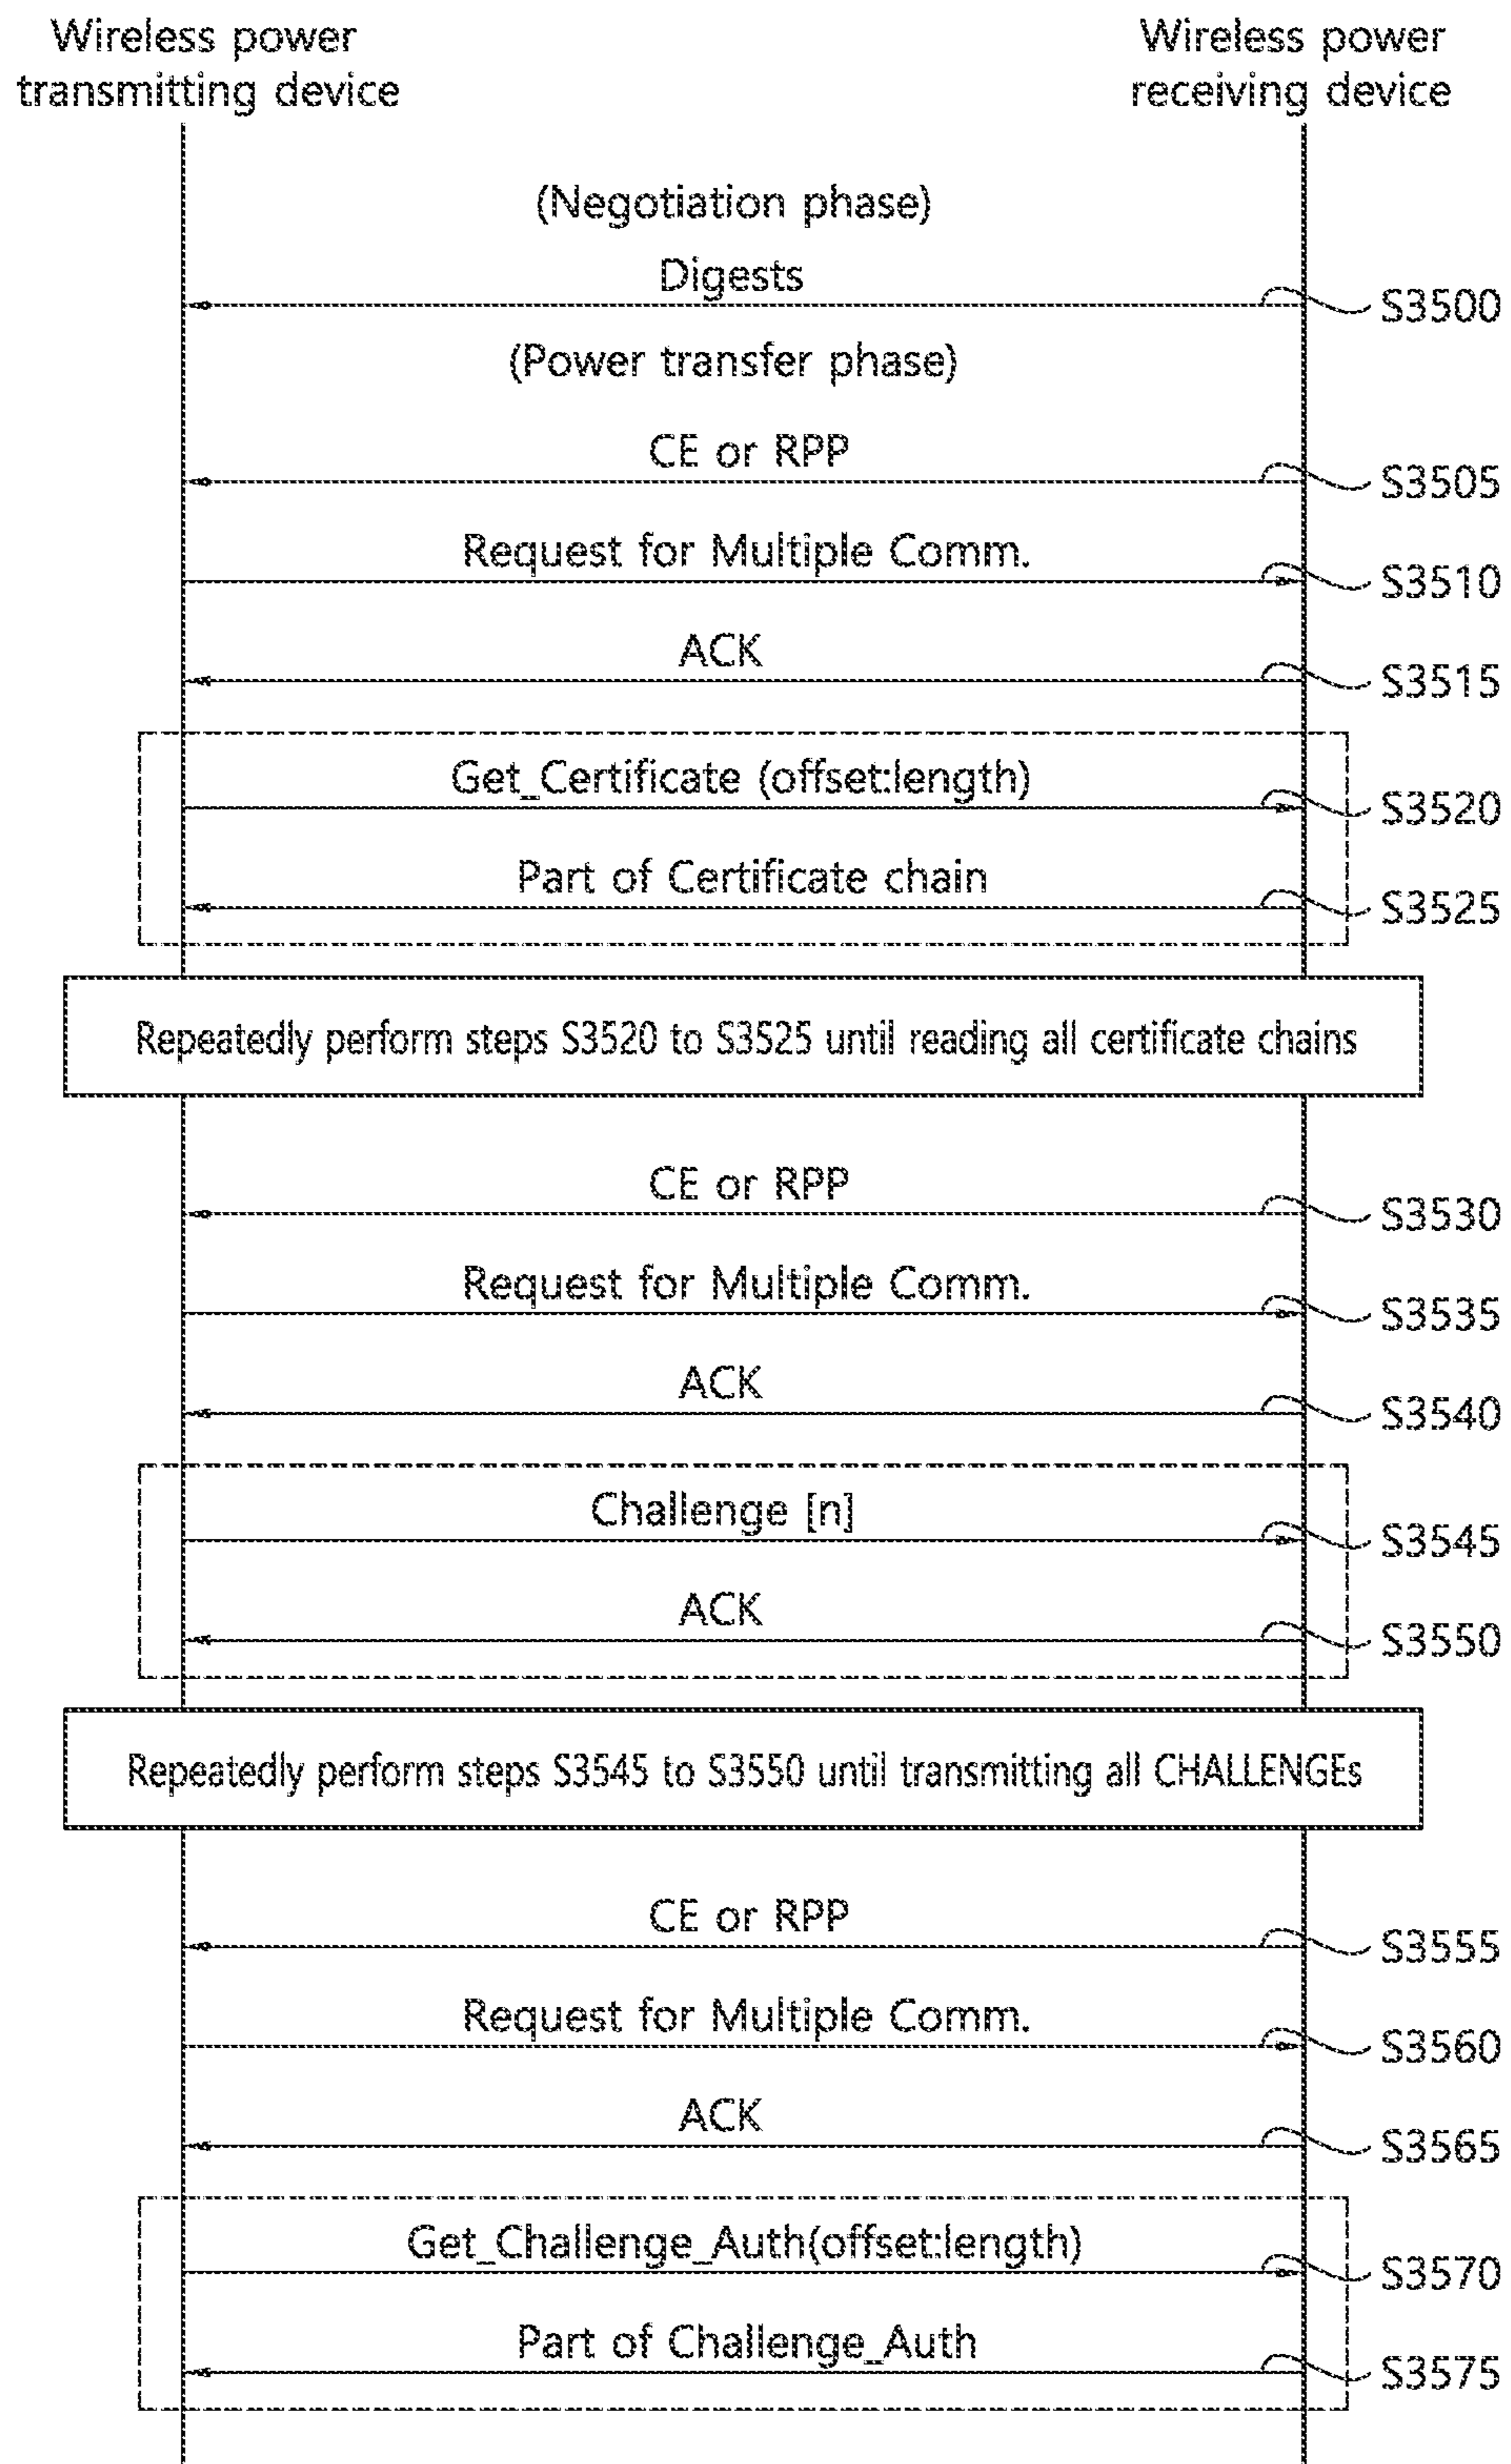 Wireless power
transmitting device
Wireless power
receiving device
(Negotiation phase)
Digests
S3500
(Power transfer phase)
CE or RPP
S3505
Request for Multiple Comm.
S3510
ACK
S3515
Get_Certificate (offset:length)
S3520
Part of Certificate chain
S3525
Repeatedly perform steps S3520 to S3525 until reading all certificate chains
CE or RPP
S3530
Request for Multiple Comm.
S3535
ACK
S3540
Challenge [n]
S3545
ACK
S3550
Repeatedly perform steps S3545 to S3550 until transmitting all CHALLENGEs
CE or RPP
S3555
Request for Multiple Comm.
S3560
ACK
S3565
Get_Challenge_Auth(offset:length)
S3570
Part of Challenge_Auth
S3575